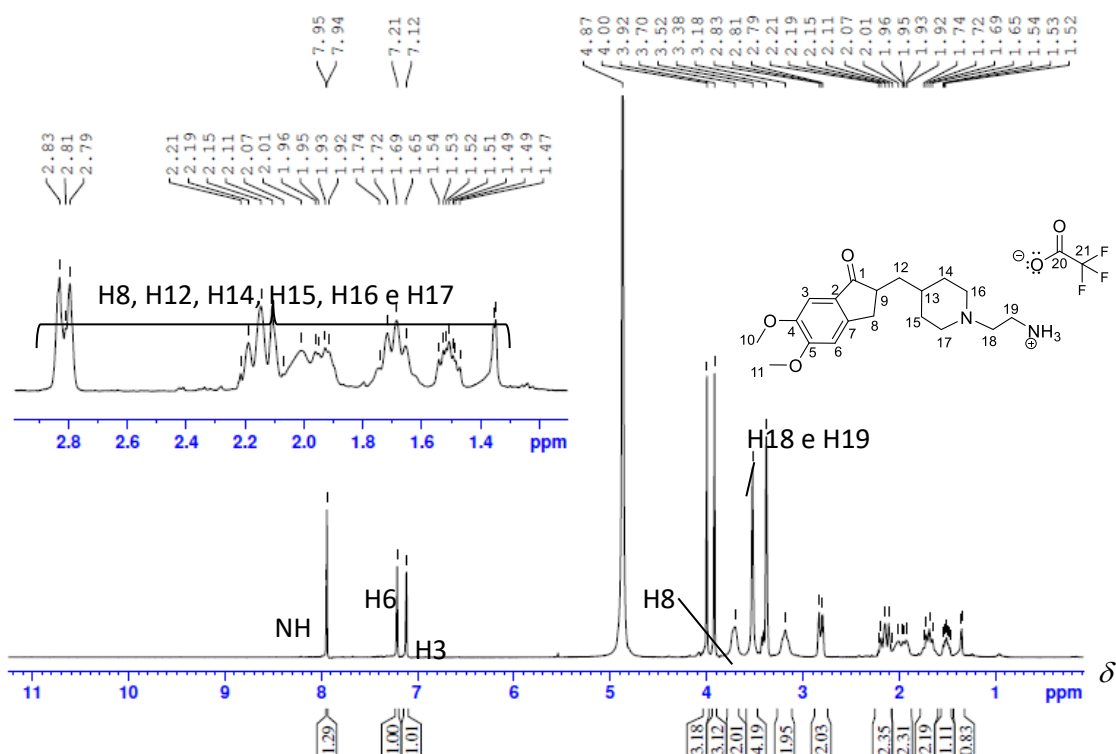 7.95 7.94 7.21 7.12 4.87 4.00 3.92 3.70 3.52 3.38 3.18 2.83 2.81 2.79 2.21 2.19 2.15 2.11 2.07 2.01 1.96 1.95 1.93 1.92 1.74 1.72 1.69 1.65 1.54 1.53 1.52
2.83 2.81 2.79 2.21 2.19 2.15 2.11 2.07 2.01 1.96 1.95 1.93 1.92 1.74 1.72 1.69 1.65 1.54 1.53 1.52 1.51 1.49 1.49 1.47
H8, H12, H14, H15, H16 e H17
2.8 2.6 2.4 2.2 2.0 1.8 1.6 1.4 ppm
O 1 2 3 4 5 6 7 8 9 O 10 O 11 12 13 14 15 16 N 17 18 19 NH3 ⊕
O ⊖ :O: 20 21 F F F
H18 e H19
H8
NH
H6
H3
11 10 9 8 7 6 5 4 3 2 1 ppm δ
1.29 1.00 1.01 3.18 3.12 2.01 4.19 1.95 2.03 2.35 2.31 2.19 1.11 0.83